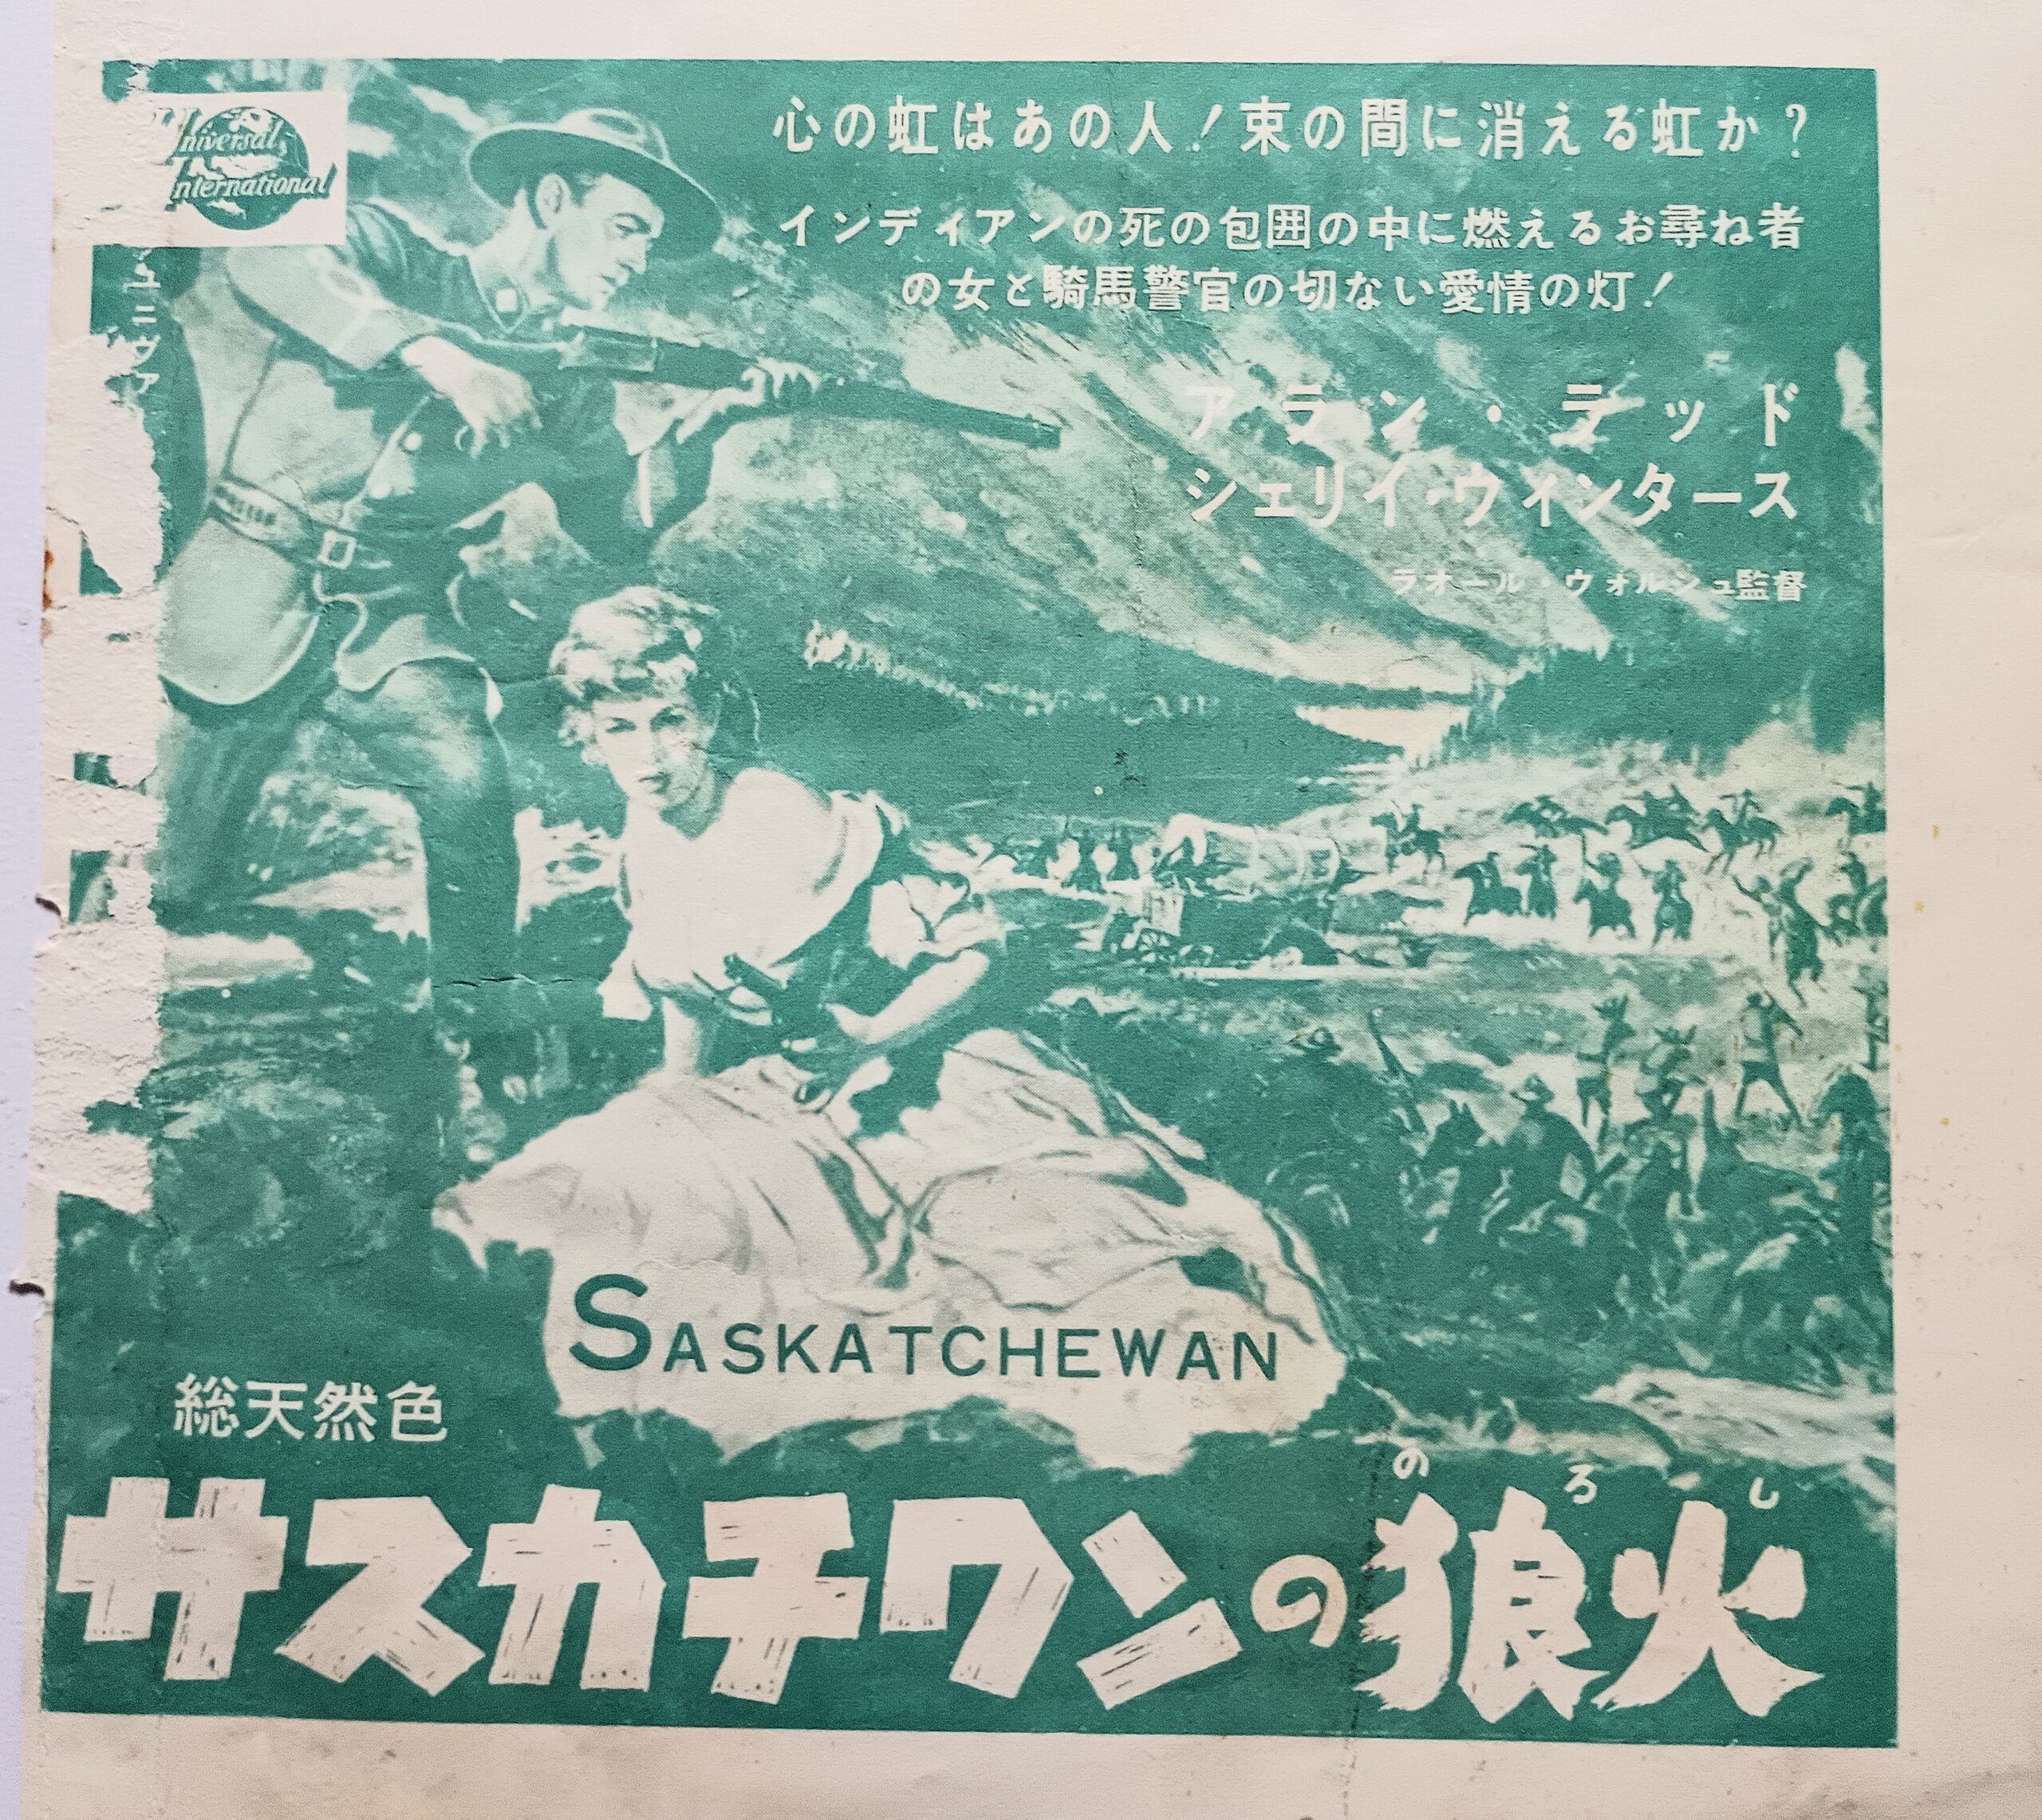 Universal
International
ユニヴア
心の虹はあの人！束の間に消える虹か？
インディアンの死の包囲の中に燃えるお尋ね者
の女と騎馬警官の切ない愛情の灯！
アラン・ラッド
シェリイ・ウィンタース
ラオール・ウォルシュ監督
SASKATCHEWAN
総天然色
のろし
サスカチワンの狼火